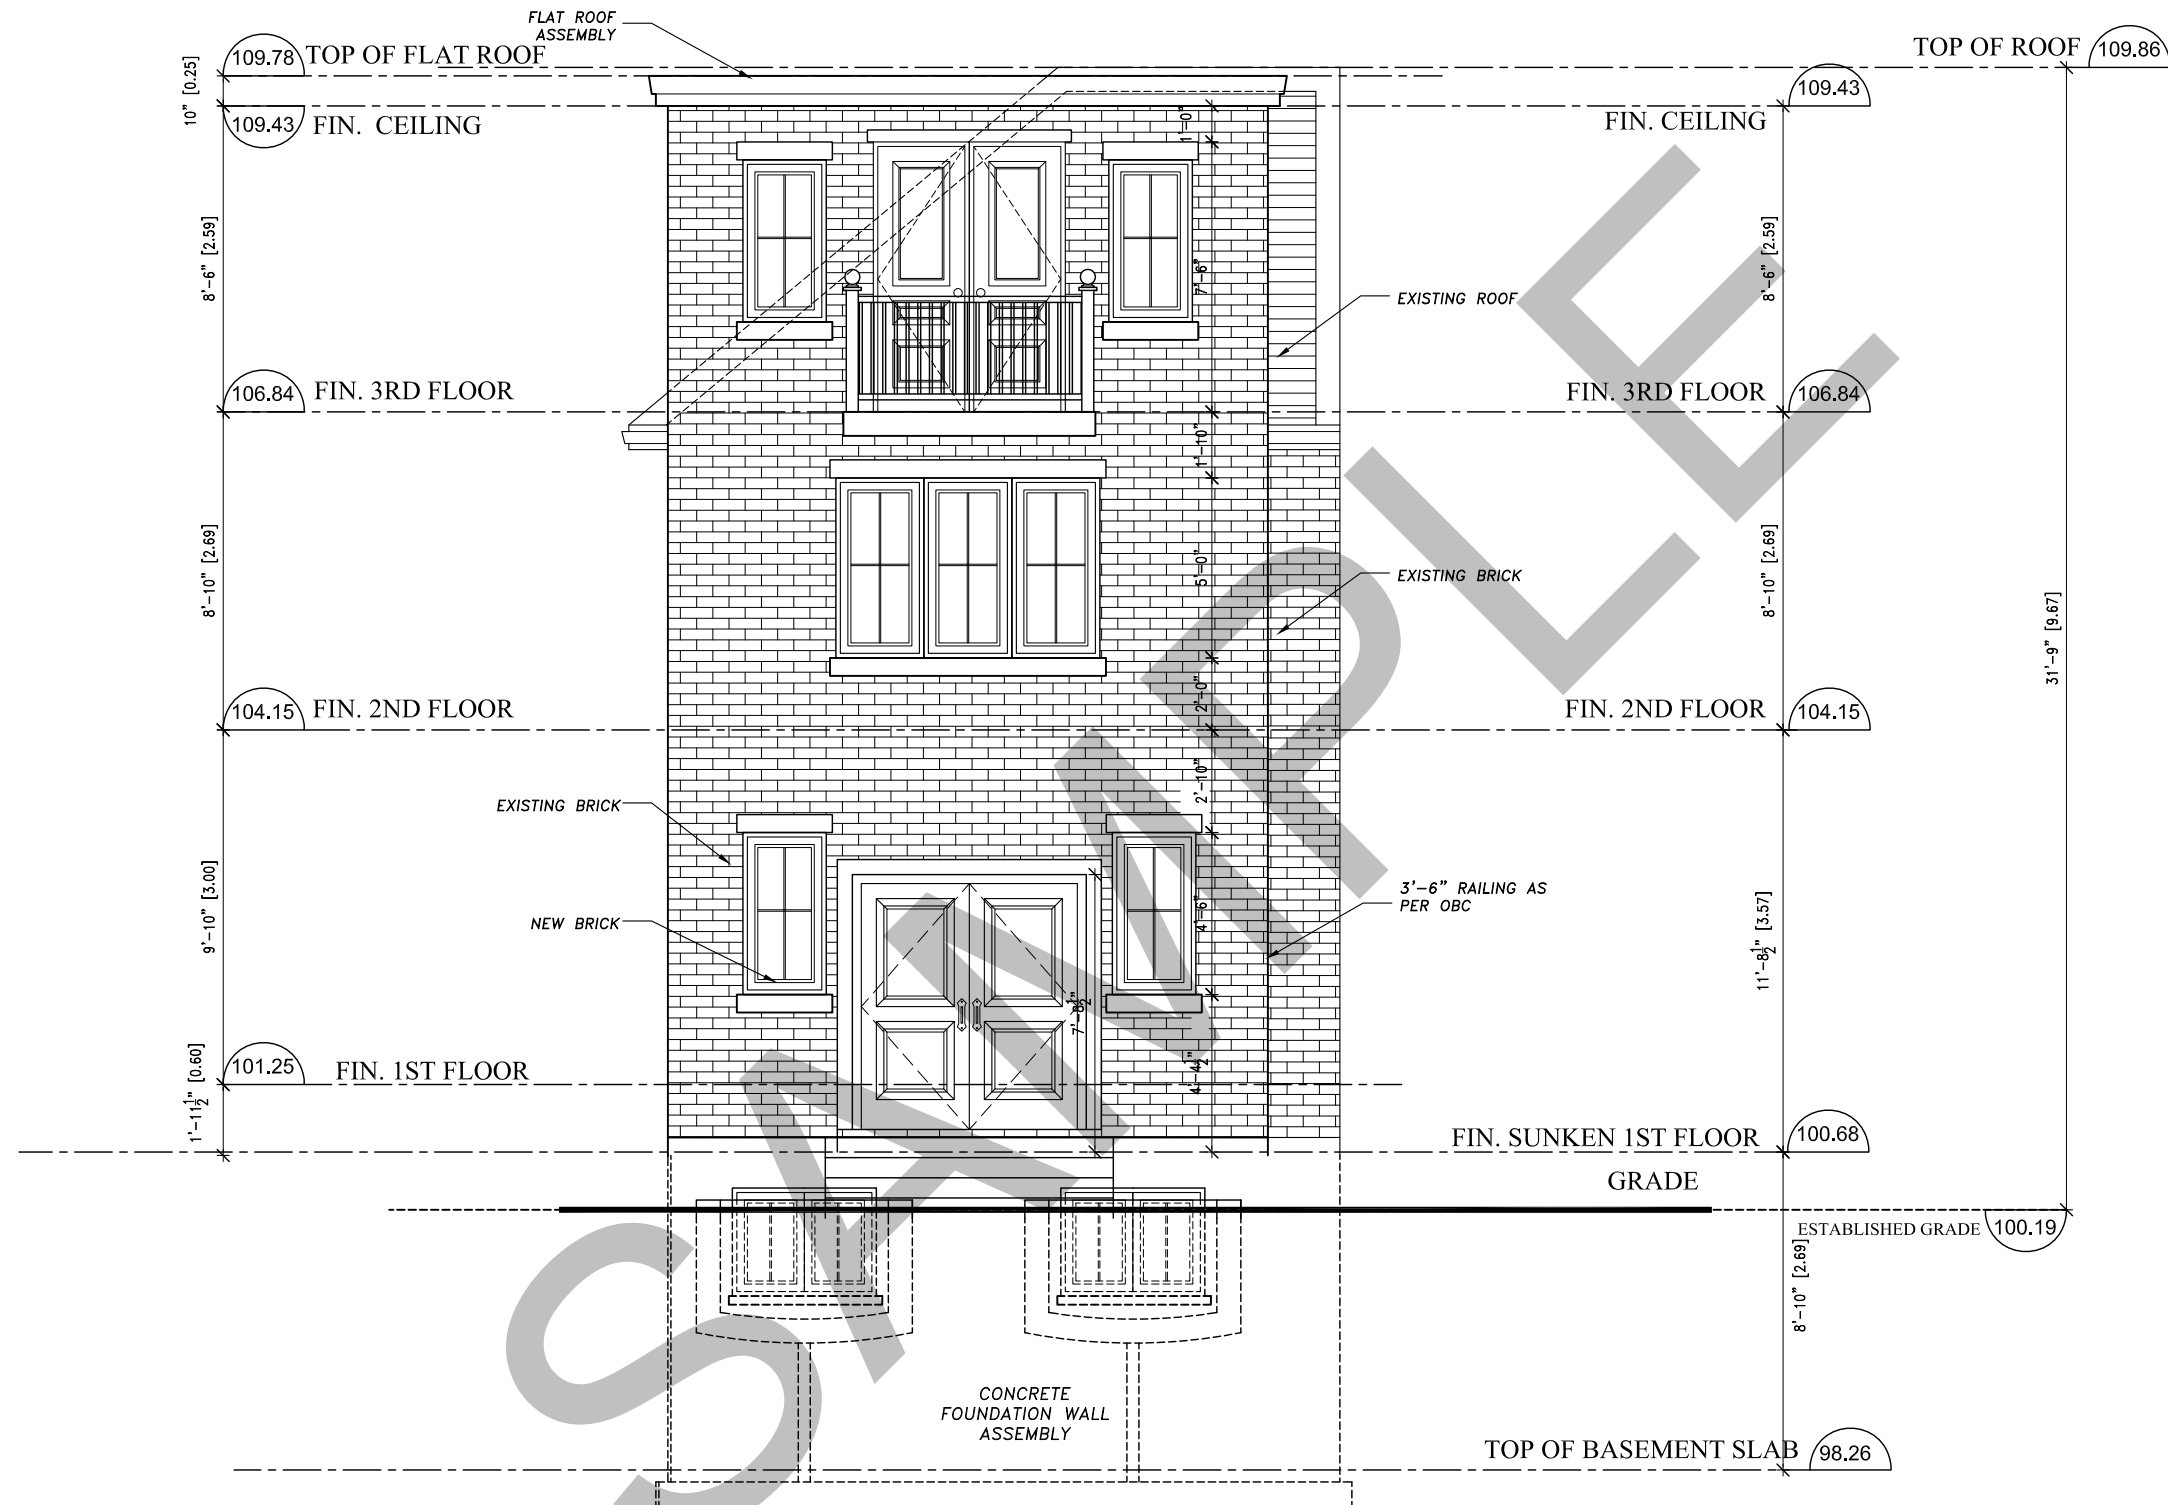 FLAT ROOF
ASSEMBLY
109.78 TOP OF FLAT ROOF
TOP OF ROOF 109.86
10" [0.25]
109.43 FIN. CEILING
109.43
FIN. CEILING
1'-0"
8'-6" [2.59]
7'-6"
8'-6" [2.59]
EXISTING ROOF
106.84 FIN. 3RD FLOOR
FIN. 3RD FLOOR 106.84
1'-10"
8'-10" [2.69]
5'-0"
EXISTING BRICK
8'-10" [2.69]
31'-9" [9.67]
104.15 FIN. 2ND FLOOR
2'-0"
FIN. 2ND FLOOR 104.15
2'-10"
EXISTING BRICK
9'-10" [3.00]
NEW BRICK
4'-6"
3'-6" RAILING AS
PER OBC
11'-8½" [3.57]
7'-8½"
101.25 FIN. 1ST FLOOR
1'-11½" [0.60]
4'-4½"
FIN. SUNKEN 1ST FLOOR 100.68
GRADE
ESTABLISHED GRADE 100.19
8'-10" [2.69]
CONCRETE
FOUNDATION WALL
ASSEMBLY
TOP OF BASEMENT SLAB 98.26
SAMPLE